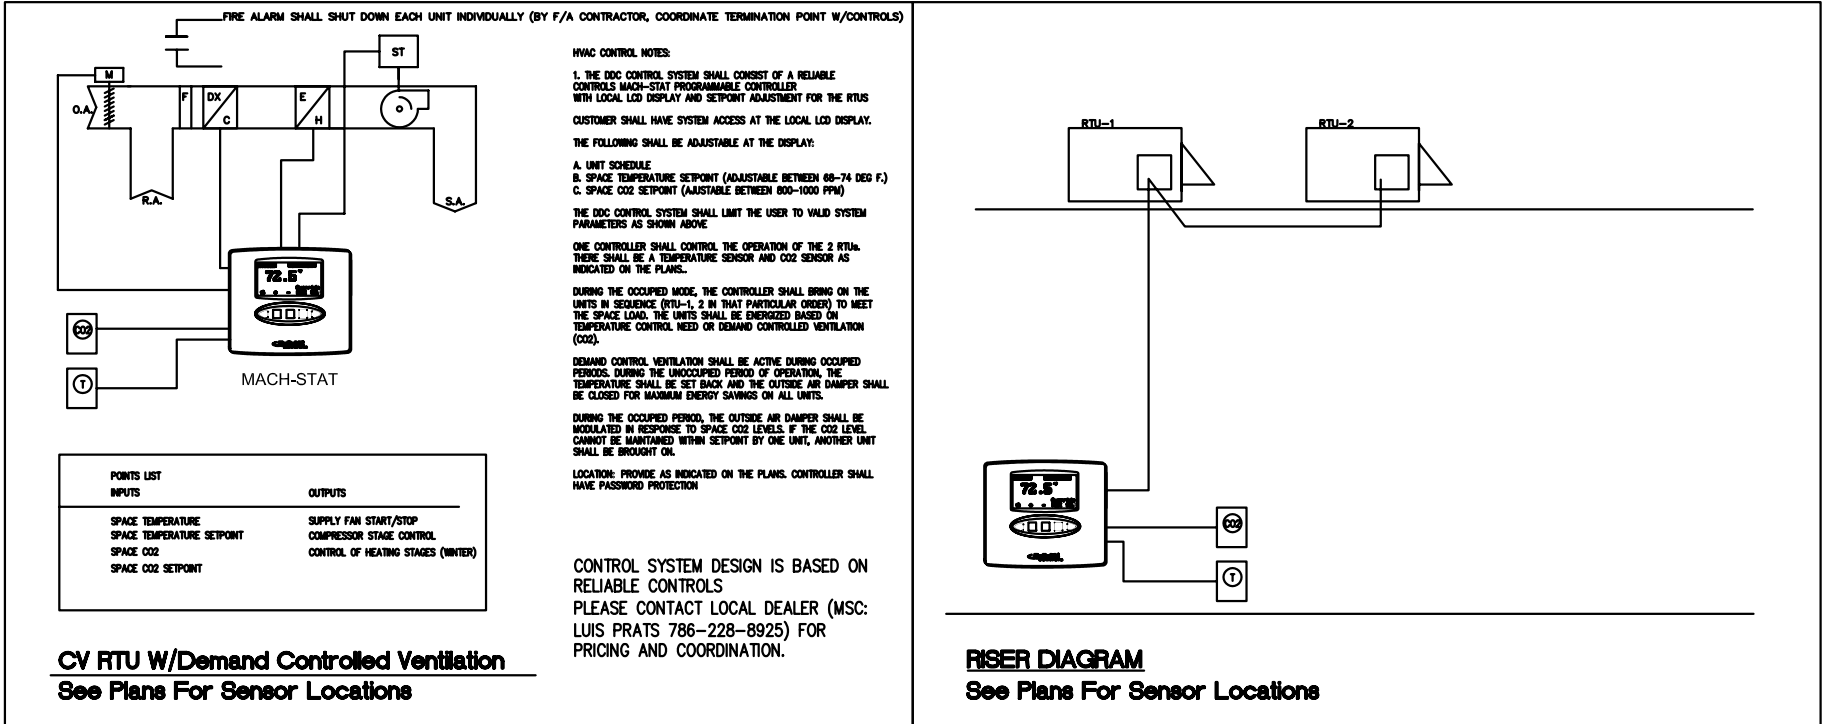 FIRE ALARM SHALL SHUT DOWN EACH UNIT INDIVIDUALLY (BY F/A CONTRACTOR, COORDINATE TERMINATION POINT W/CONTROLS)
ST
M
O.A.
F
DX
C
E
H
R.A.
S.A.
72.5°
CO2
T
MACH-STAT
POINTS LIST
INPUTS OUTPUTS
SPACE TEMPERATURE SUPPLY FAN START/STOP
SPACE TEMPERATURE SETPOINT COMPRESSOR STAGE CONTROL
SPACE CO2 CONTROL OF HEATING STAGES (WINTER)
SPACE CO2 SETPOINT
CV RTU W/Demand Controlled Ventilation
See Plans For Sensor Locations
HVAC CONTROL NOTES:
1. THE DDC CONTROL SYSTEM SHALL CONSIST OF A RELIABLE
CONTROLS MACH-STAT PROGRAMMABLE CONTROLLER
WITH LOCAL LCD DISPLAY AND SETPOINT ADJUSTMENT FOR THE RTUS
CUSTOMER SHALL HAVE SYSTEM ACCESS AT THE LOCAL LCD DISPLAY.
THE FOLLOWING SHALL BE ADJUSTABLE AT THE DISPLAY:
A. UNIT SCHEDULE
B. SPACE TEMPERATURE SETPOINT (ADJUSTABLE BETWEEN 68-74 DEG F.)
C. SPACE CO2 SETPOINT (AJUSTABLE BETWEEN 800-1000 PPM)
THE DDC CONTROL SYSTEM SHALL LIMIT THE USER TO VALID SYSTEM
PARAMETERS AS SHOWN ABOVE
ONE CONTROLLER SHALL CONTROL THE OPERATION OF THE 2 RTUs.
THERE SHALL BE A TEMPERATURE SENSOR AND CO2 SENSOR AS
INDICATED ON THE PLANS..
DURING THE OCCUPIED MODE, THE CONTROLLER SHALL BRING ON THE
UNITS IN SEQUENCE (RTU-1, 2 IN THAT PARTICULAR ORDER) TO MEET
THE SPACE LOAD. THE UNITS SHALL BE ENERGIZED BASED ON
TEMPERATURE CONTROL NEED OR DEMAND CONTROLLED VENTILATION
(CO2).
DEMAND CONTROL VENTILATION SHALL BE ACTIVE DURING OCCUPIED
PERIODS. DURING THE UNOCCUPIED PERIOD OF OPERATION, THE
TEMPERATURE SHALL BE SET BACK AND THE OUTSIDE AIR DAMPER SHALL
BE CLOSED FOR MAXIMUM ENERGY SAVINGS ON ALL UNITS.
DURING THE OCCUPIED PERIOD, THE OUTSIDE AIR DAMPER SHALL BE
MODULATED IN RESPONSE TO SPACE CO2 LEVELS. IF THE CO2 LEVEL
CANNOT BE MAINTAINED WITHIN SETPOINT BY ONE UNIT, ANOTHER UNIT
SHALL BE BROUGHT ON.
LOCATION: PROVIDE AS INDICATED ON THE PLANS. CONTROLLER SHALL
HAVE PASSWORD PROTECTION
CONTROL SYSTEM DESIGN IS BASED ON
RELIABLE CONTROLS
PLEASE CONTACT LOCAL DEALER (MSC:
LUIS PRATS 786-228-8925) FOR
PRICING AND COORDINATION.
RTU-1
RTU-2
72.5°
CO2
T
RISER DIAGRAM
See Plans For Sensor Locations